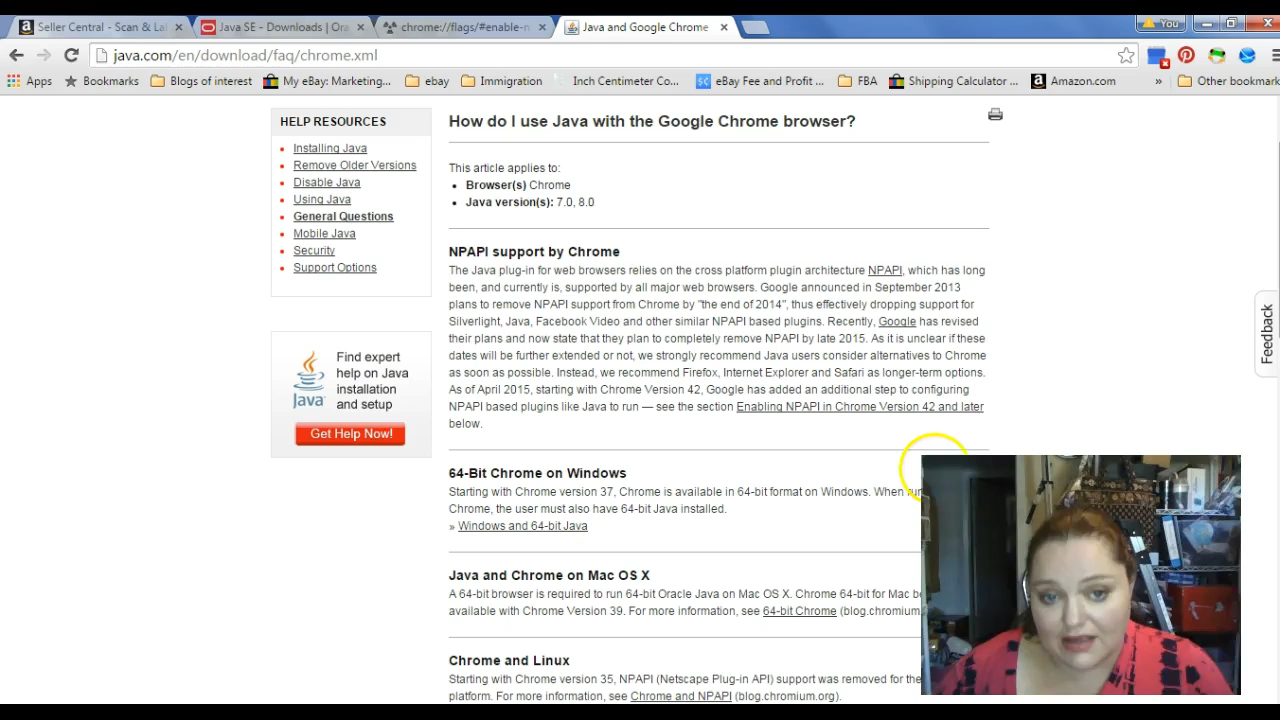 Seller Central - Scan & La
Java SE - Downloads | Ora
chrome://flags/#enable-n
Java and Google Chrome
You
java.com/en/download/faq/chrome.xml
Apps
Bookmarks
Blogs of interest
My eBay: Marketing...
ebay
Immigration
Inch Centimeter Co...
eBay Fee and Profit ...
FBA
Shipping Calculator ...
Amazon.com
»
Other bookmark
HELP RESOURCES
Installing Java
Remove Older Versions
Disable Java
Using Java
General Questions
Mobile Java
Security
Support Options
Find expert
help on Java
installation
and setup
Java
Get Help Now!
How do I use Java with the Google Chrome browser?
This article applies to:
Browser(s) Chrome
Java version(s): 7.0, 8.0
NPAPI support by Chrome
The Java plug-in for web browsers relies on the cross platform plugin architecture NPAPI, which has long
been, and currently is, supported by all major web browsers. Google announced in September 2013
plans to remove NPAPI support from Chrome by "the end of 2014", thus effectively dropping support for
Silverlight, Java, Facebook Video and other similar NPAPI based plugins. Recently, Google has revised
their plans and now state that they plan to completely remove NPAPI by late 2015. As it is unclear if these
dates will be further extended or not, we strongly recommend Java users consider alternatives to Chrome
as soon as possible. Instead, we recommend Firefox, Internet Explorer and Safari as longer-term options.
As of April 2015, starting with Chrome Version 42, Google has added an additional step to configuring
NPAPI based plugins like Java to run — see the section Enabling NPAPI in Chrome Version 42 and later
below.
64-Bit Chrome on Windows
Starting with Chrome version 37, Chrome is available in 64-bit format on Windows. When run
Chrome, the user must also have 64-bit Java installed.
» Windows and 64-bit Java
Java and Chrome on Mac OS X
A 64-bit browser is required to run 64-bit Oracle Java on Mac OS X. Chrome 64-bit for Mac be
available with Chrome Version 39. For more information, see 64-bit Chrome (blog.chromium.
Chrome and Linux
Starting with Chrome version 35, NPAPI (Netscape Plug-in API) support was removed for the
platform. For more information, see Chrome and NPAPI (blog.chromium.org).
Feedback